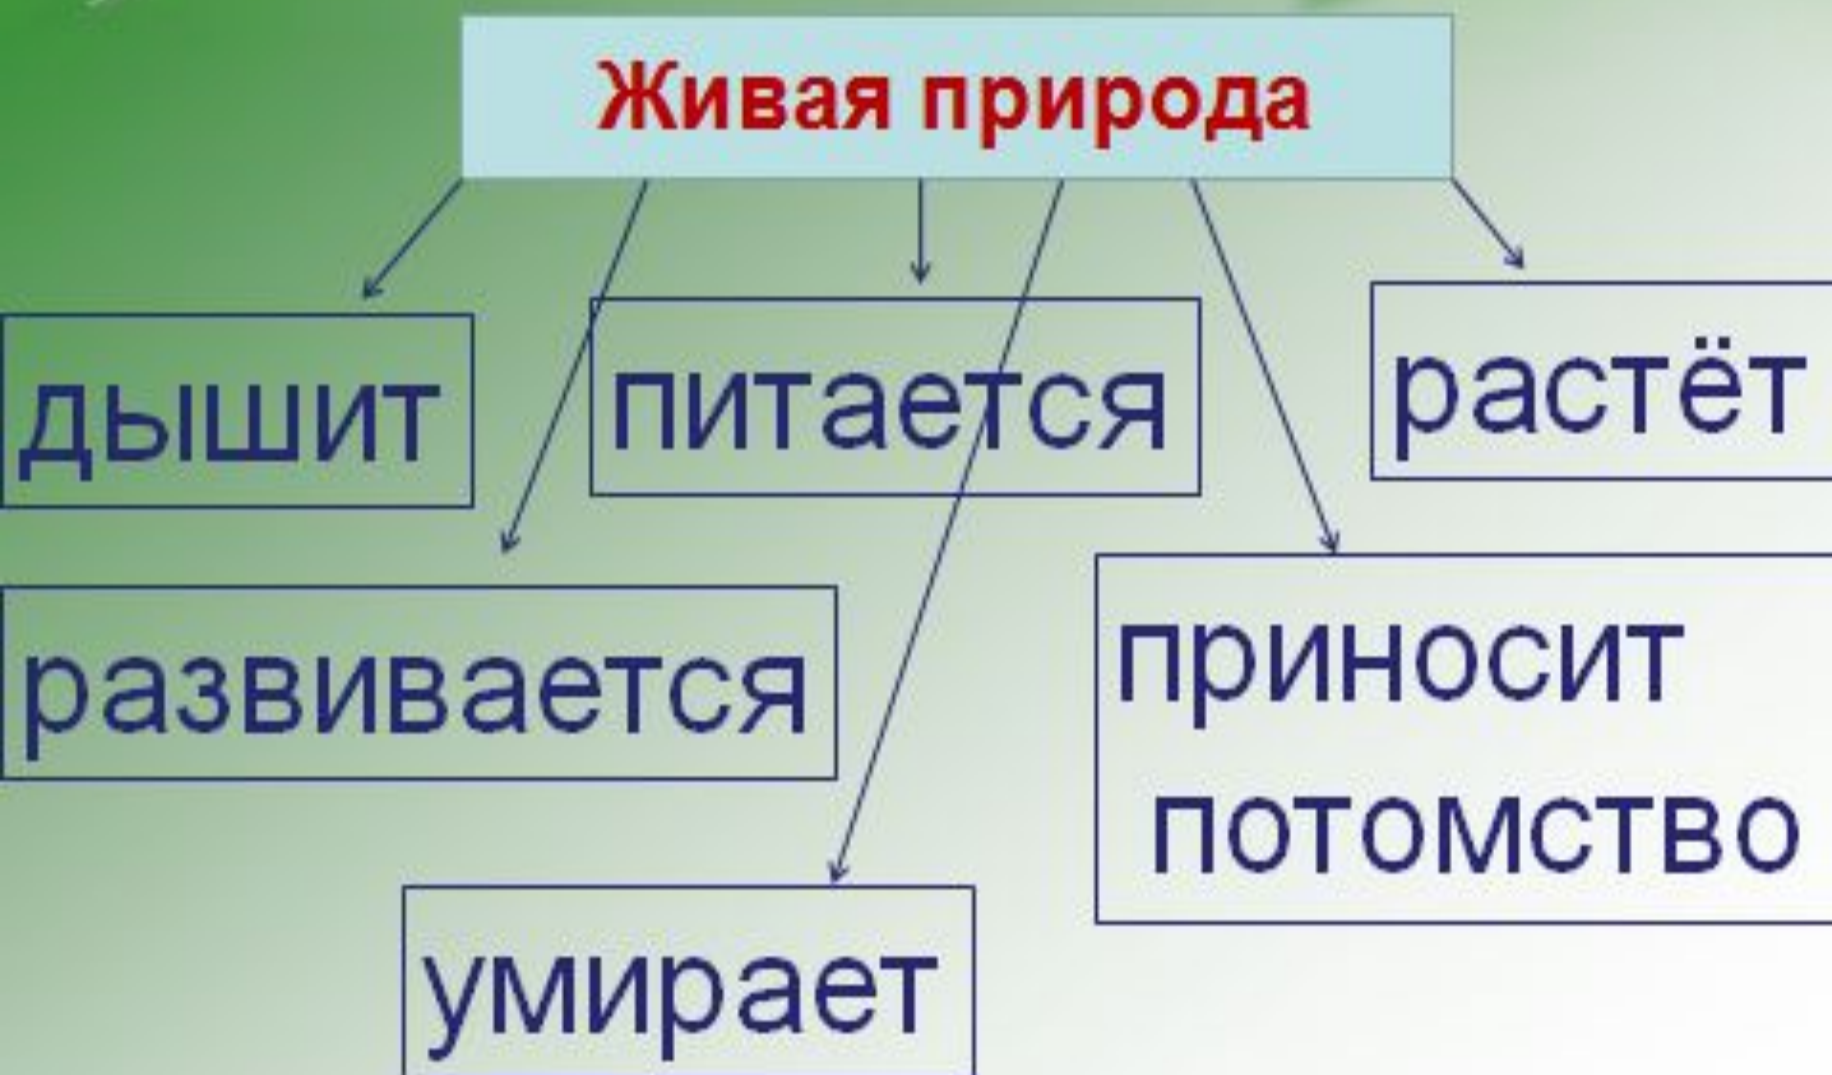 Живая природа
дышит
питается
растёт
развивается
приносит
потомство
умирает